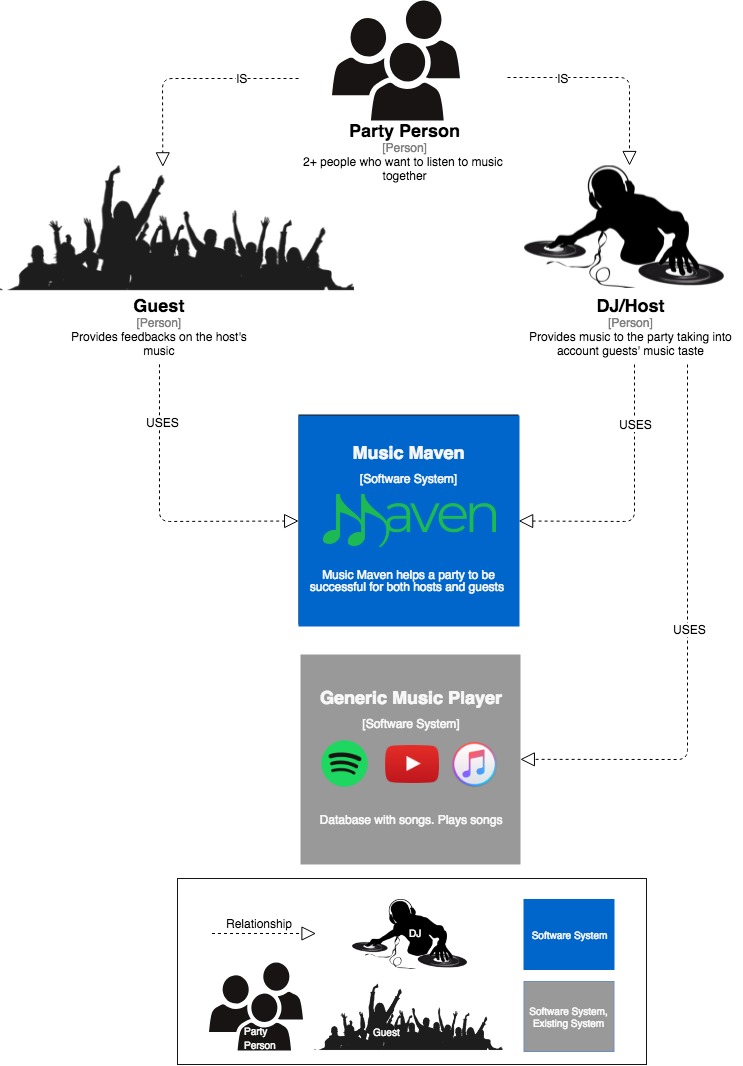 IS
IS
Party Person
[Person]
2+ people who want to listen to music
together
Guest
[Person]
Provides feedbacks on the host's
music
DJ/Host
[Person]
Provides music to the party taking into
account guests' music taste
USES
USES
Music Maven
[Software System]
Maven
Music Maven helps a party to be
successful for both hosts and guests
USES
Generic Music Player
[Software System]
Database with songs. Plays songs
Relationship
DJ
Software System
Party
Person
Guest
Software System,
Existing System